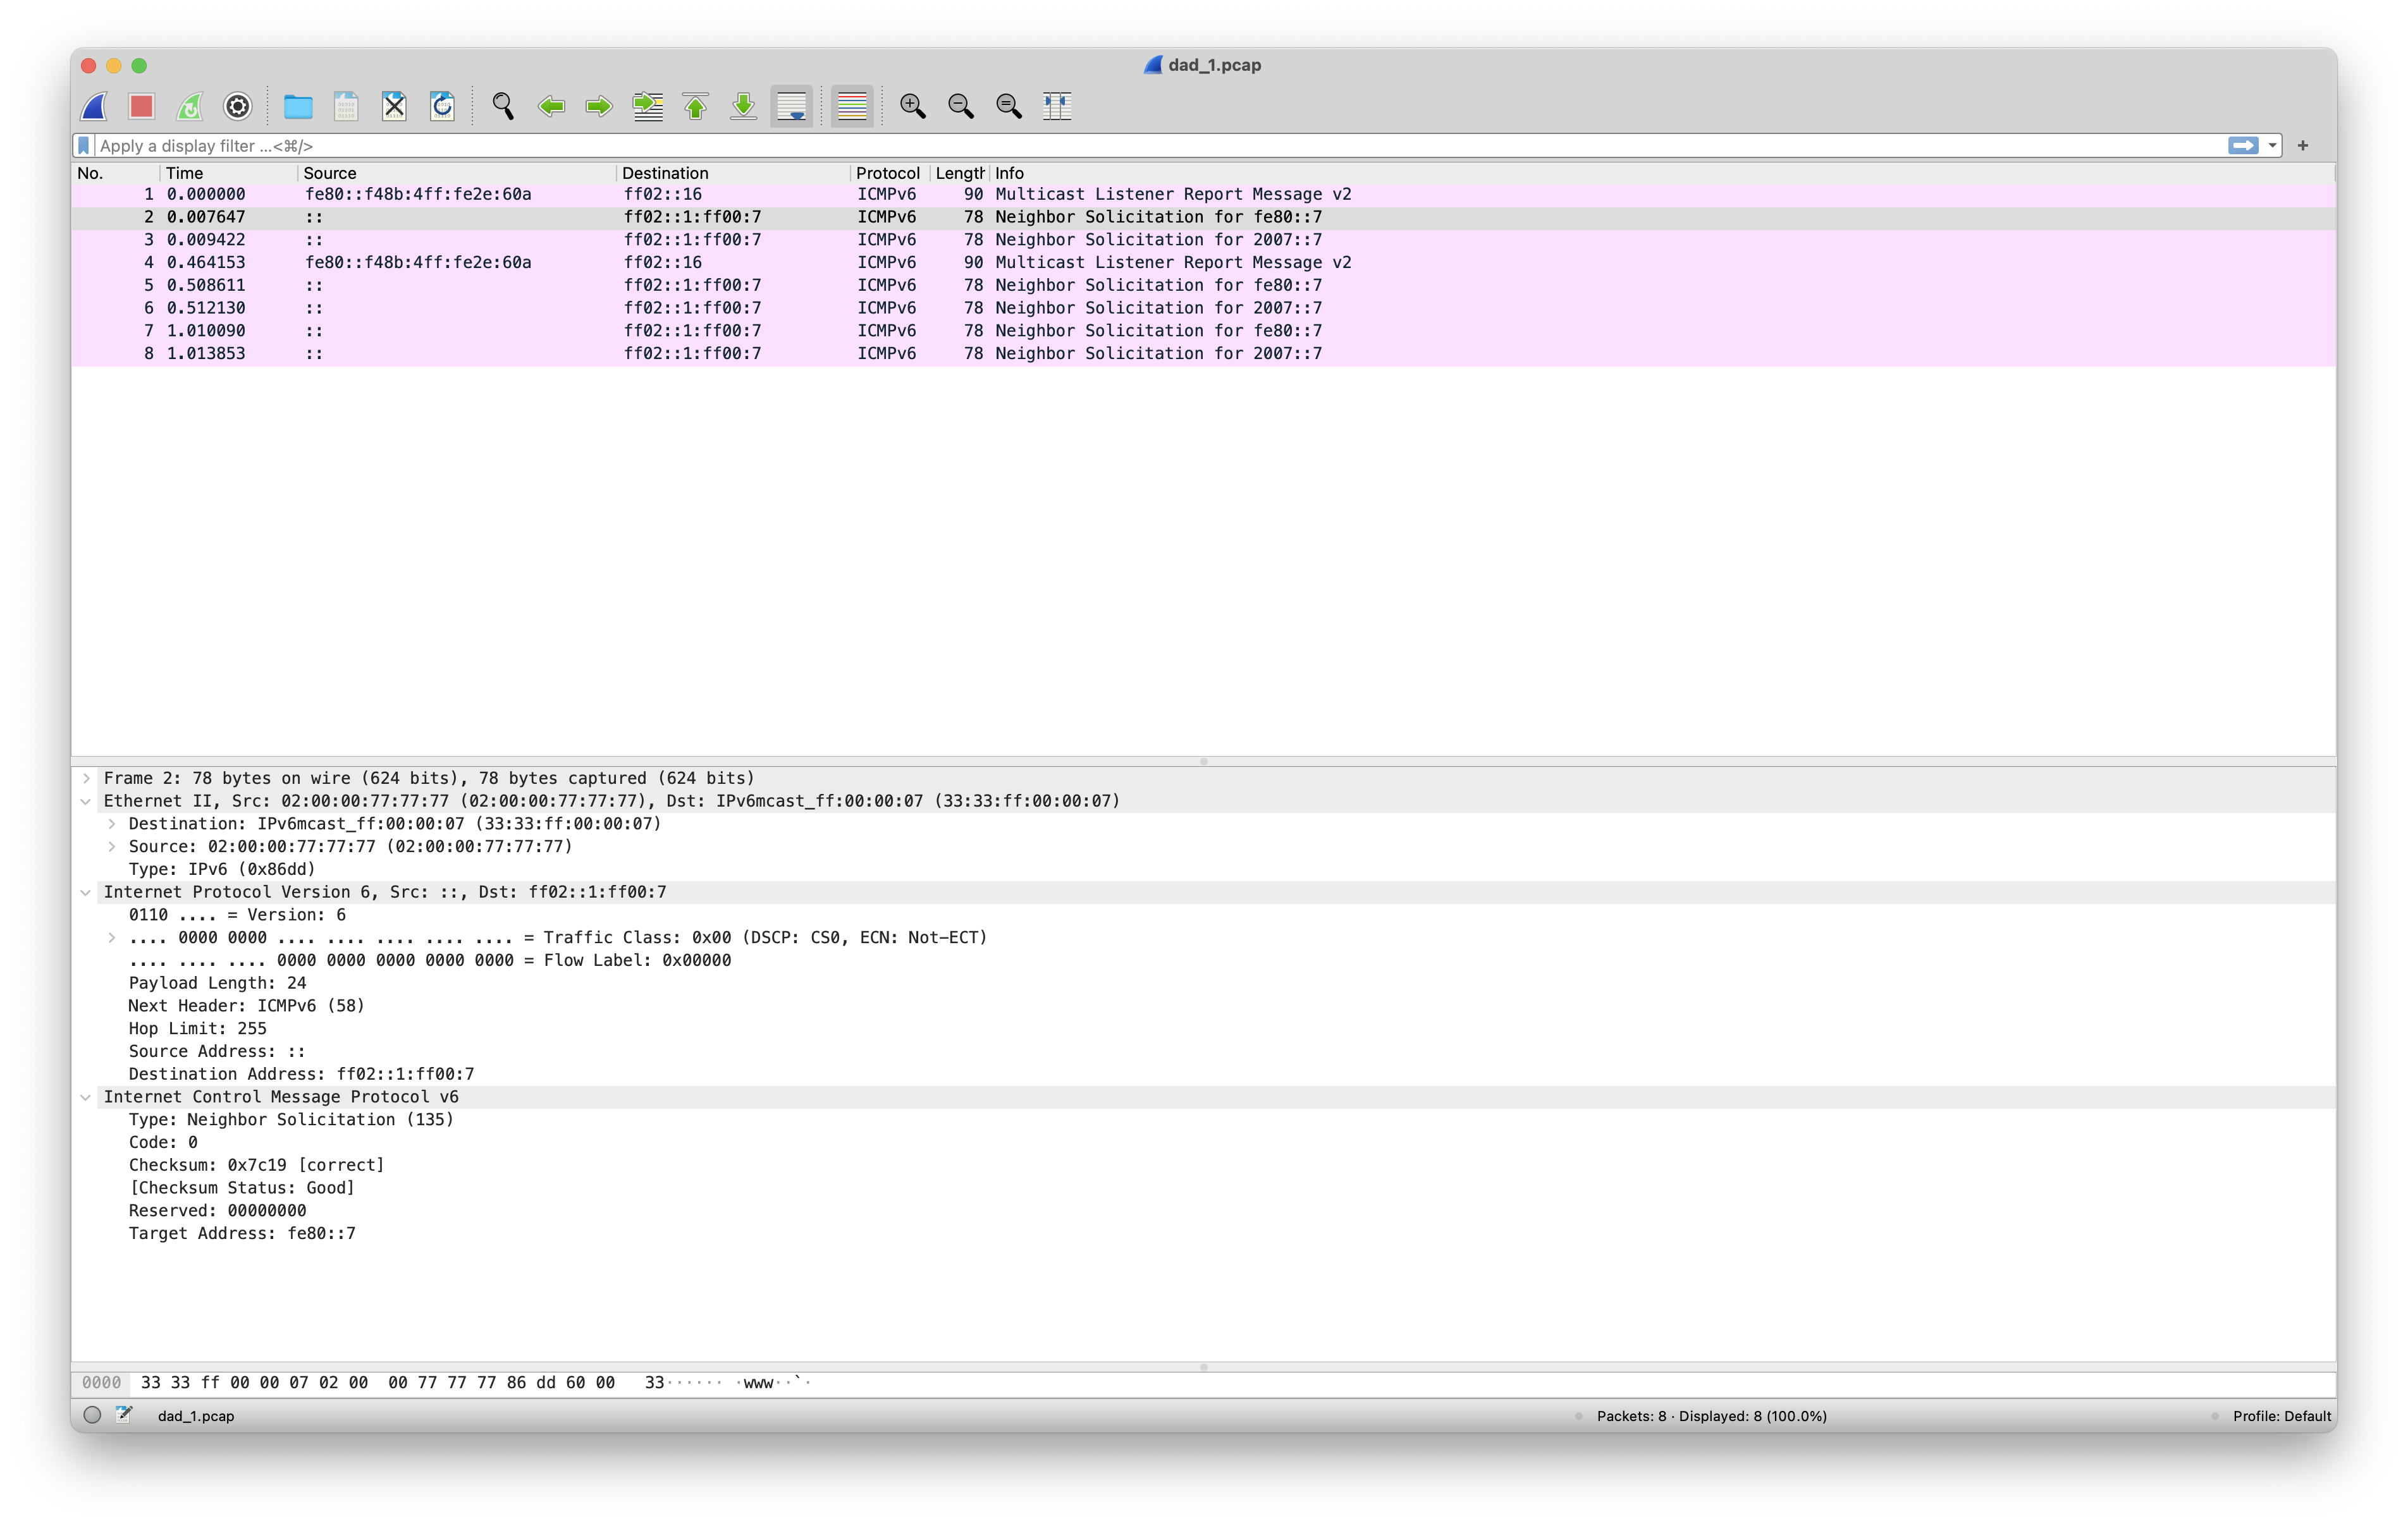 dad_1.pcap
Apply a display filter ...<⌘/>
+
No. Time Source Destination Protocol Length Info
1 0.000000 fe80::f48b:4ff:fe2e:60a ff02::16 ICMPv6 90 Multicast Listener Report Message v2
2 0.007647 :: ff02::1:ff00:7 ICMPv6 78 Neighbor Solicitation for fe80::7
3 0.009422 :: ff02::1:ff00:7 ICMPv6 78 Neighbor Solicitation for 2007::7
4 0.464153 fe80::f48b:4ff:fe2e:60a ff02::16 ICMPv6 90 Multicast Listener Report Message v2
5 0.508611 :: ff02::1:ff00:7 ICMPv6 78 Neighbor Solicitation for fe80::7
6 0.512130 :: ff02::1:ff00:7 ICMPv6 78 Neighbor Solicitation for 2007::7
7 1.010090 :: ff02::1:ff00:7 ICMPv6 78 Neighbor Solicitation for fe80::7
8 1.013853 :: ff02::1:ff00:7 ICMPv6 78 Neighbor Solicitation for 2007::7
Frame 2: 78 bytes on wire (624 bits), 78 bytes captured (624 bits)
Ethernet II, Src: 02:00:00:77:77:77 (02:00:00:77:77:77), Dst: IPv6mcast_ff:00:00:07 (33:33:ff:00:00:07)
Destination: IPv6mcast_ff:00:00:07 (33:33:ff:00:00:07)
Source: 02:00:00:77:77:77 (02:00:00:77:77:77)
Type: IPv6 (0x86dd)
Internet Protocol Version 6, Src: ::, Dst: ff02::1:ff00:7
0110 .... = Version: 6
.... 0000 0000 .... .... .... .... .... = Traffic Class: 0x00 (DSCP: CS0, ECN: Not-ECT)
.... .... .... 0000 0000 0000 0000 0000 = Flow Label: 0x00000
Payload Length: 24
Next Header: ICMPv6 (58)
Hop Limit: 255
Source Address: ::
Destination Address: ff02::1:ff00:7
Internet Control Message Protocol v6
Type: Neighbor Solicitation (135)
Code: 0
Checksum: 0x7c19 [correct]
[Checksum Status: Good]
Reserved: 00000000
Target Address: fe80::7
0000 33 33 ff 00 00 07 02 00 00 77 77 77 86 dd 60 00 33······ ·www··`·
dad_1.pcap
Packets: 8 · Displayed: 8 (100.0%)
Profile: Default